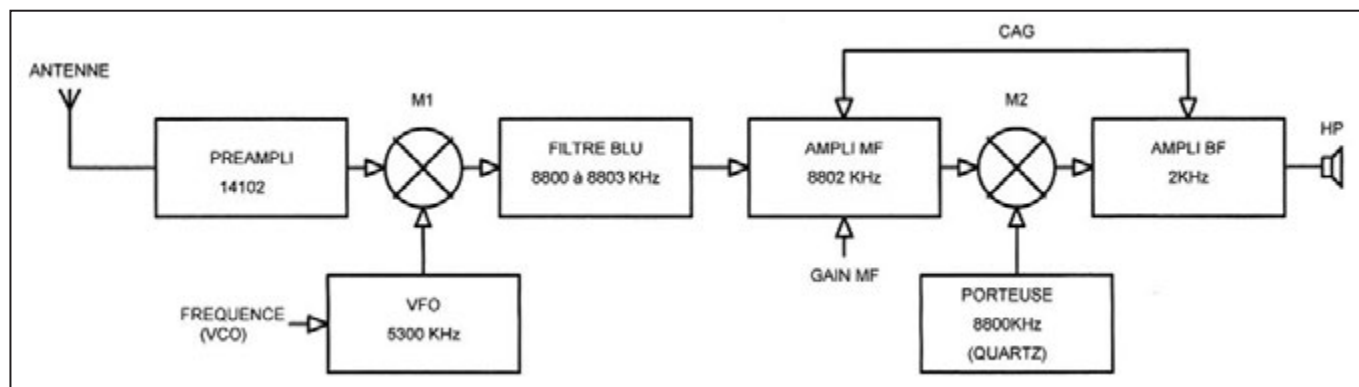 CAG
ANTENNE
M1
M2
HP
PREAMPLI
14102
FILTRE BLU
8800 à 8803 KHz
AMPLI MF
8802 KHz
AMPLI BF
2KHz
GAIN MF
FREQUENCE
(VCO)
VFO
5300 KHz
PORTEUSE
8800KHz
(QUARTZ)